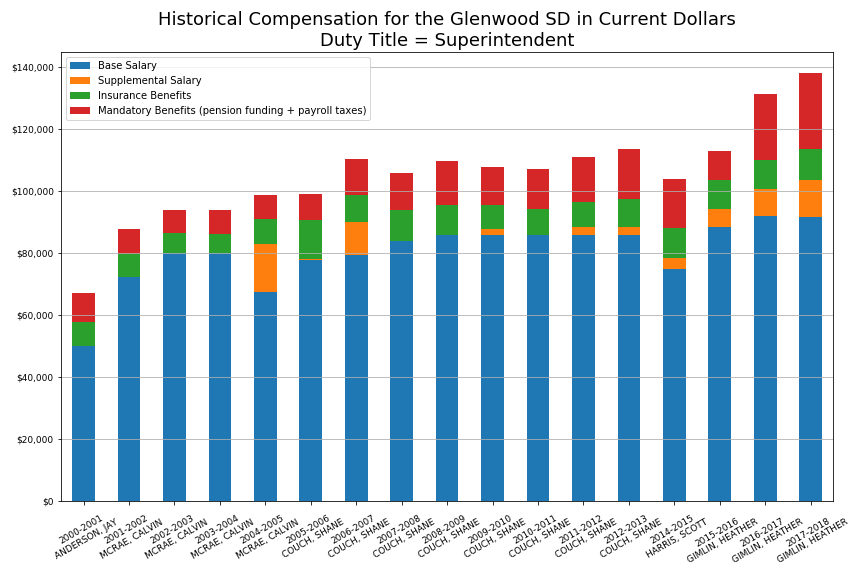 Historical Compensation for the Glenwood SD in Current Dollars
Duty Title = Superintendent
Base Salary
Supplemental Salary
Insurance Benefits
Mandatory Benefits (pension funding + payroll taxes)
$140,000
$120,000
$100,000
$80,000
$60,000
$40,000
$20,000
$0
2000-2001
ANDERSON, JAY
2001-2002
MCRAE, CALVIN
2002-2003
MCRAE, CALVIN
2003-2004
MCRAE, CALVIN
2004-2005
MCRAE, CALVIN
2005-2006
COUCH, SHANE
2006-2007
COUCH, SHANE
2007-2008
COUCH, SHANE
2008-2009
COUCH, SHANE
2009-2010
COUCH, SHANE
2010-2011
COUCH, SHANE
2011-2012
COUCH, SHANE
2012-2013
COUCH, SHANE
2014-2015
HARRIS, SCOTT
2015-2016
GIMLIN, HEATHER
2016-2017
GIMLIN, HEATHER
2017-2018
GIMLIN, HEATHER